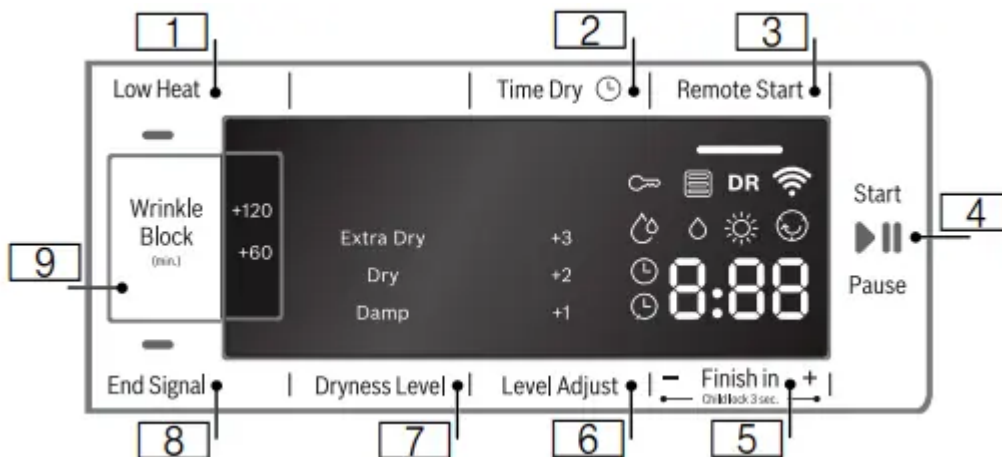 1
2
3
Low Heat
Time Dry
Remote Start
Wrinkle
Block
(min.)
+120
+60
DR
Extra Dry +3
Dry +2
Damp +1
8:88
Start
Pause
4
9
End Signal
Dryness Level
Level Adjust
– Finish in +
Childlock 3 sec.
8
7
6
5